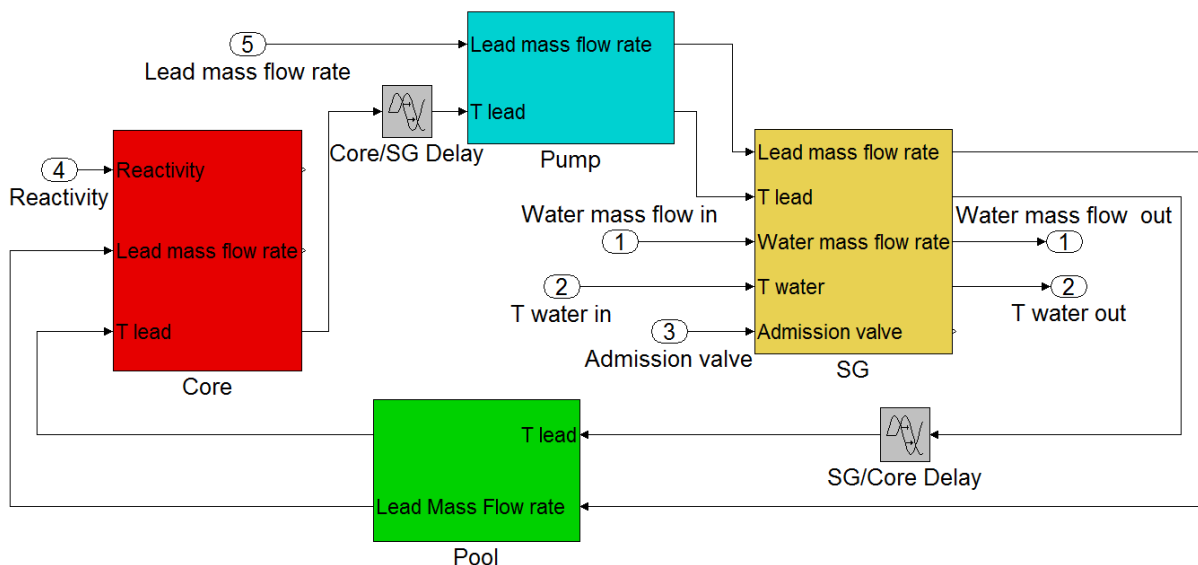 5
Lead mass flow rate
Lead mass flow rate
T lead
Pump
Core/SG Delay
4
Reactivity
Reactivity
Lead mass flow rate
T lead
Core
Lead mass flow rate
T lead
Water mass flow rate
T water
Admission valve
SG
Water mass flow in
1
2
T water in
3
Admission valve
Water mass flow  out
1
2
T water out
T lead
Lead Mass Flow rate
Pool
SG/Core Delay